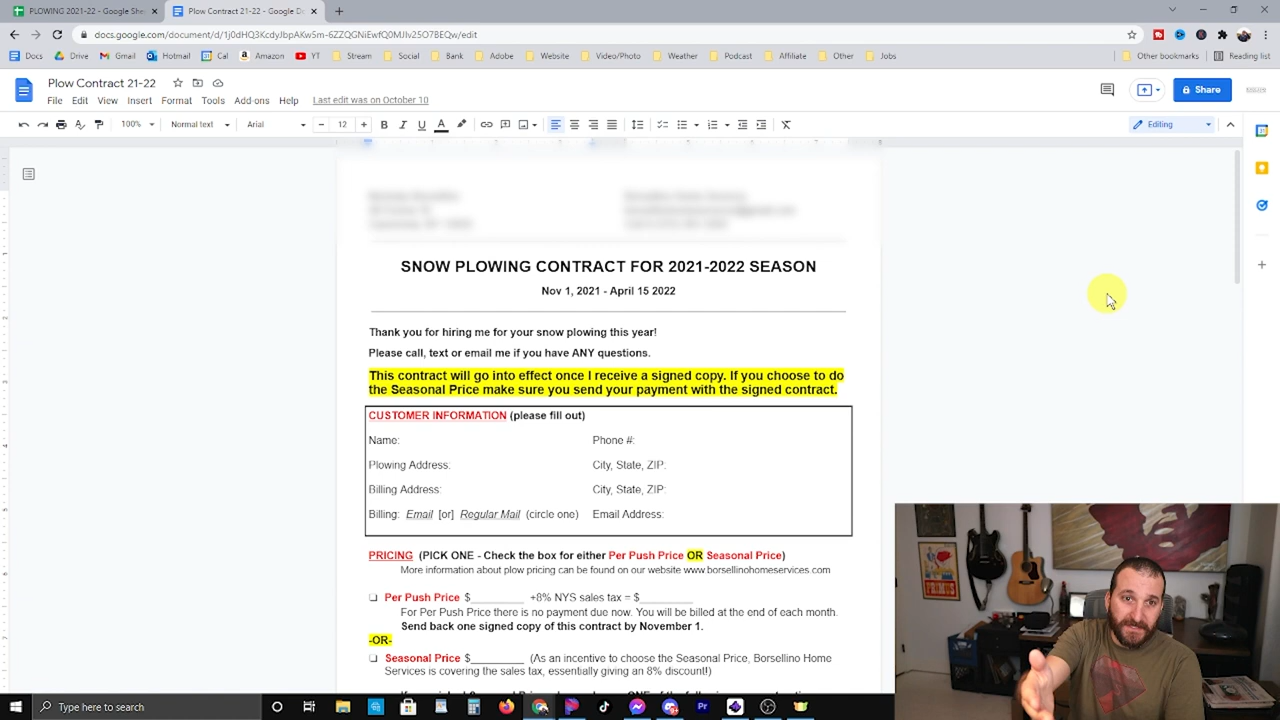 PLOWING 2021-22 - Google She
Plow Contract 21-22 - Google Do
docs.google.com/document/d/1j0dHQ3KcdyJbpAKw5m-6ZZQGNiEwfQ0MJIv25O7BEQw/edit
Docs Drive Gmail Hotmail Cal Amazon YT Stream Social Bank Adobe Website Video/Photo Weather Podcast Affiliate Other Jobs Other bookmarks Reading list
Plow Contract 21-22
File Edit View Insert Format Tools Add-ons Help Last edit was on October 10
Share
100% Normal text Arial 12 Editing
SNOW PLOWING CONTRACT FOR 2021-2022 SEASON
Nov 1, 2021 - April 15 2022
Thank you for hiring me for your snow plowing this year!
Please call, text or email me if you have ANY questions.
This contract will go into effect once I receive a signed copy. If you choose to do
the Seasonal Price make sure you send your payment with the signed contract.
CUSTOMER INFORMATION (please fill out)
Name: Phone #:
Plowing Address: City, State, ZIP:
Billing Address: City, State, ZIP:
Billing: Email [or] Regular Mail (circle one) Email Address:
PRICING (PICK ONE - Check the box for either Per Push Price OR Seasonal Price)
More information about plow pricing can be found on our website www.borsellinohomeservices.com
Per Push Price $________ +8% NYS sales tax = $________
For Per Push Price there is no payment due now. You will be billed at the end of each month.
Send back one signed copy of this contract by November 1.
-OR-
Seasonal Price $________ (As an incentive to choose the Seasonal Price, Borsellino Home
Services is covering the sales tax, essentially giving an 8% discount!)
Type here to search